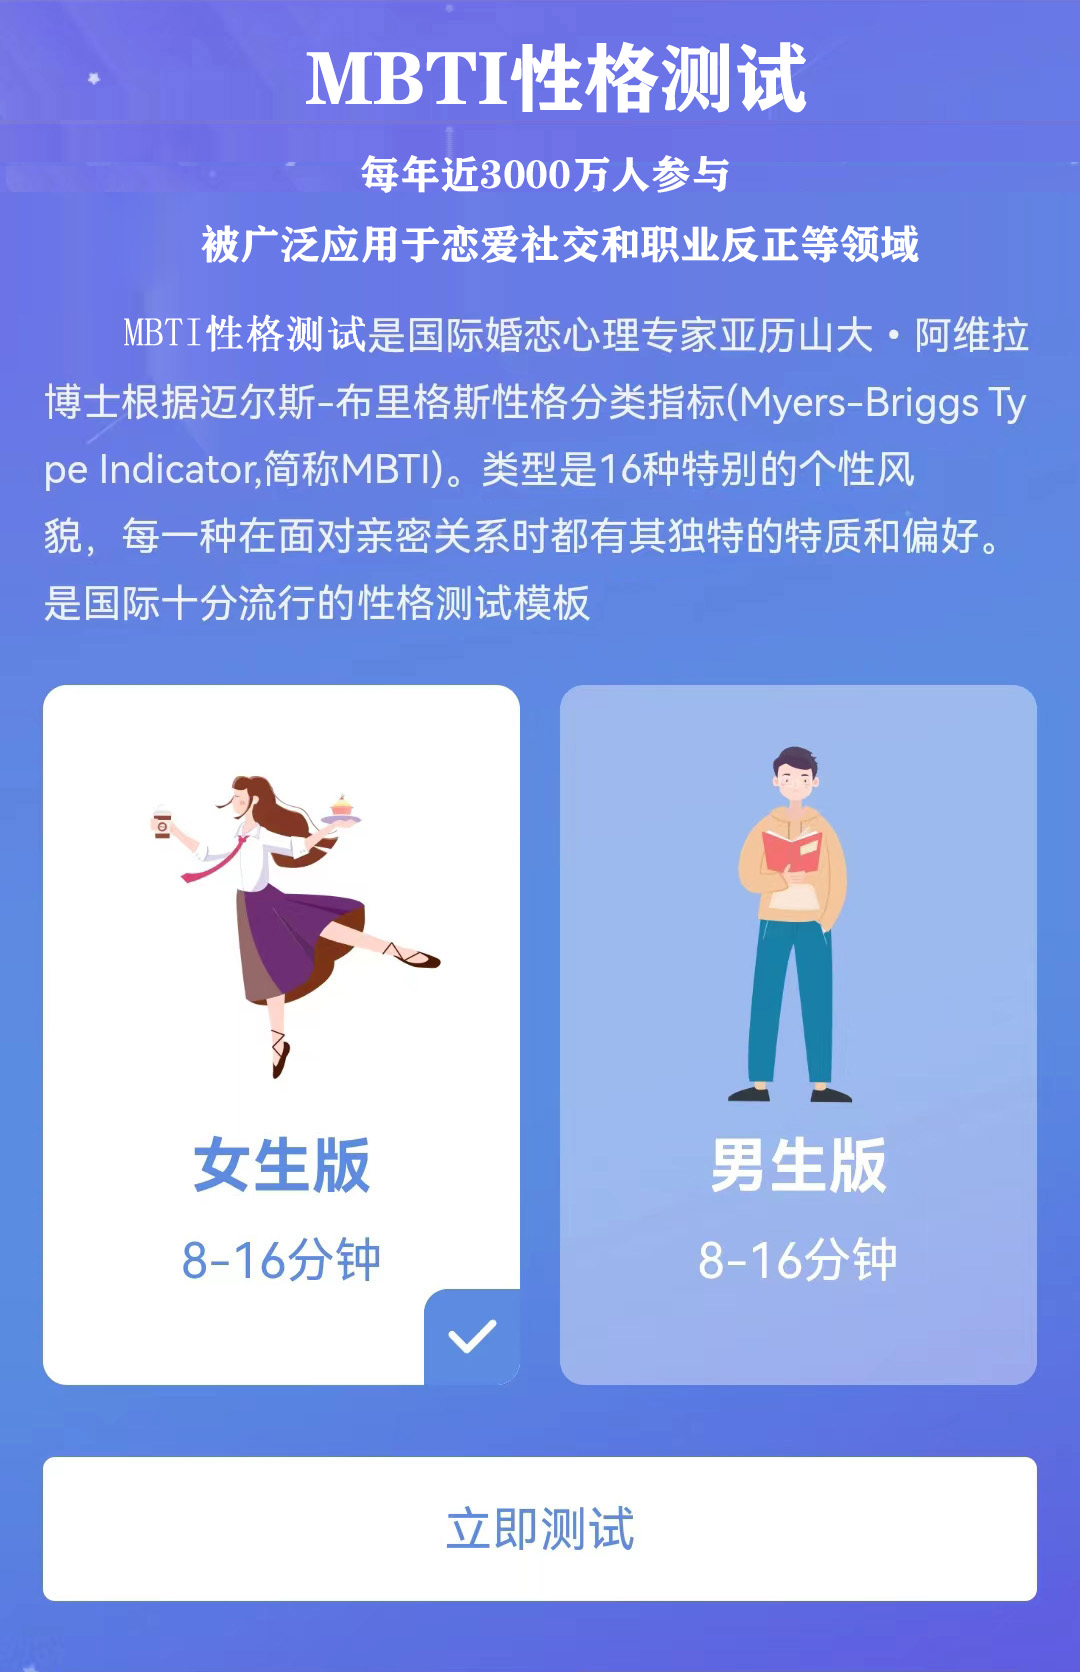 MBTI性格测试
每年近3000万人参与
被广泛应用于恋爱社交和职业反正等领域
MBTI性格测试是国际婚恋心理专家亚历山大·阿维拉
博士根据迈尔斯-布里格斯性格分类指标(Myers-Briggs Ty
pe Indicator,简称MBTI)。类型是16种特别的个性风
貌，每一种在面对亲密关系时都有其独特的特质和偏好。
是国际十分流行的性格测试模板
女生版
8-16分钟
男生版
8-16分钟
立即测试